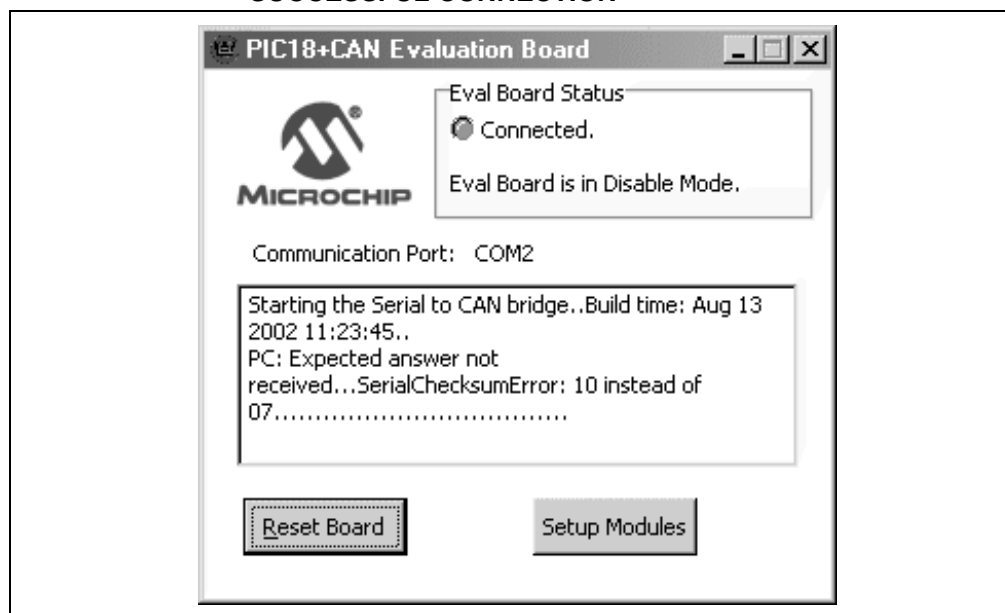 SUCCESSFUL CONNECTION
PIC18+CAN Evaluation Board
Eval Board Status
Connected.
Eval Board is in Disable Mode.
®
MICROCHIP
Communication Port: COM2
Starting the Serial to CAN bridge..Build time: Aug 13
2002 11:23:45..
PC: Expected answer not
received...SerialChecksumError: 10 instead of
07....................................
Reset Board
Setup Modules